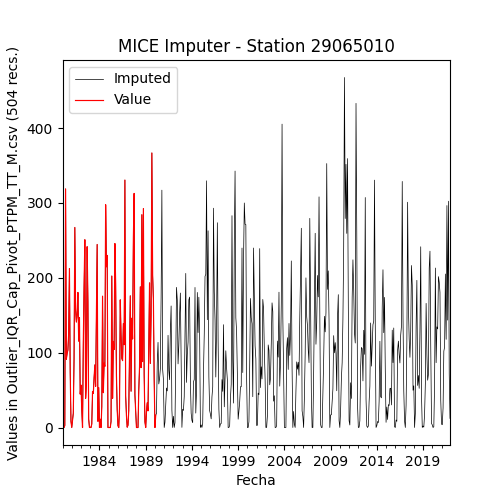 MICE Imputer - Station 29065010
Imputed
Value
Values in Outlier_IQR_Cap_Pivot_PTPM_TT_M.csv (504 recs.)
400
300
200
100
0
1984 1989 1994 1999 2004 2009 2014 2019
Fecha